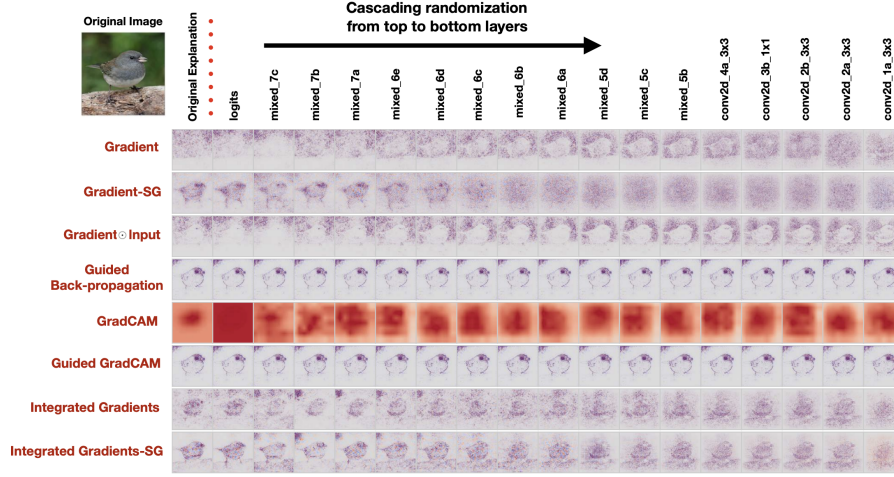 Cascading randomization
from top to bottom layers
Original Image
Original Explanation
logits
mixed_7c
mixed_7b
mixed_7a
mixed_6e
mixed_6d
mixed_6c
mixed_6b
mixed_6a
mixed_5d
mixed_5c
mixed_5b
conv2d_4a_3x3
conv2d_3b_1x1
conv2d_2b_3x3
conv2d_2a_3x3
conv2d_1a_3x3
Gradient
Gradient-SG
Gradient⊙Input
Guided
Back-propagation
GradCAM
Guided GradCAM
Integrated Gradients
Integrated Gradients-SG